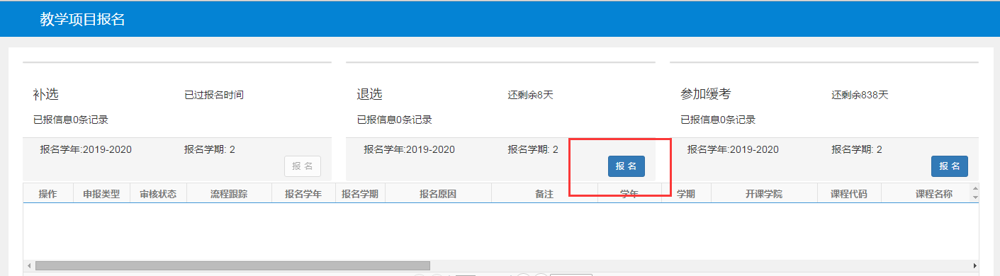 教学项目报名
补选
已过报名时间
已报信息0条记录
报名学年:2019-2020
报名学期: 2
报 名
退选
还剩余8天
已报信息0条记录
报名学年:2019-2020
报名学期: 2
报 名
参加缓考
还剩余838天
已报信息0条记录
报名学年:2019-2020
报名学期: 2
报 名
操作 申报类型 审核状态 流程跟踪 报名学年 报名学期 报名原因 备注 学年 学期 开课学院 课程代码 课程名称